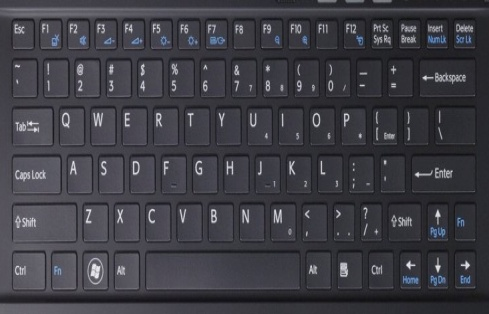 Esc F1 F2 F3 F4 F5 F6 F7 F8 F9 F10 F11 F12 Prt Sc Pause Insert Delete
Sys Rq Break Num Lk Scr Lk
~ ! @ # $ % ^ & * ( ) — + ←Backspace
1 2 3 4 5 6 7 7 8 8 9 9 0 / - =
Tab Q W E R T Y U I O P { } |
4 5 6 * [ Enter ] \
Caps Lock A S D F G H J K L : " Enter
1 2 3 ; - '
⇧Shift Z X C V B N M < > ? ⇧Shift ↑ Fn
0 , . . / + Pg Up
Ctrl Fn Alt Alt Ctrl ← ↓ →
Home Pg Dn End